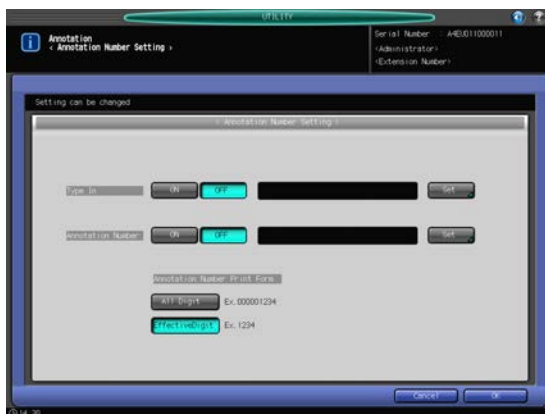 UTILITY
Annotation
< Annotation Number Setting >
Serial Number : A4EU011000011
<Administrator>
<Extension Number>
Setting can be changed
< Annotation Number Setting >
Type In ON OFF Set
Annotation Number ON OFF Set
Annotation Number Print Form
All Digit Ex.000001234
EffectiveDigit Ex.1234
Cancel OK
14:30